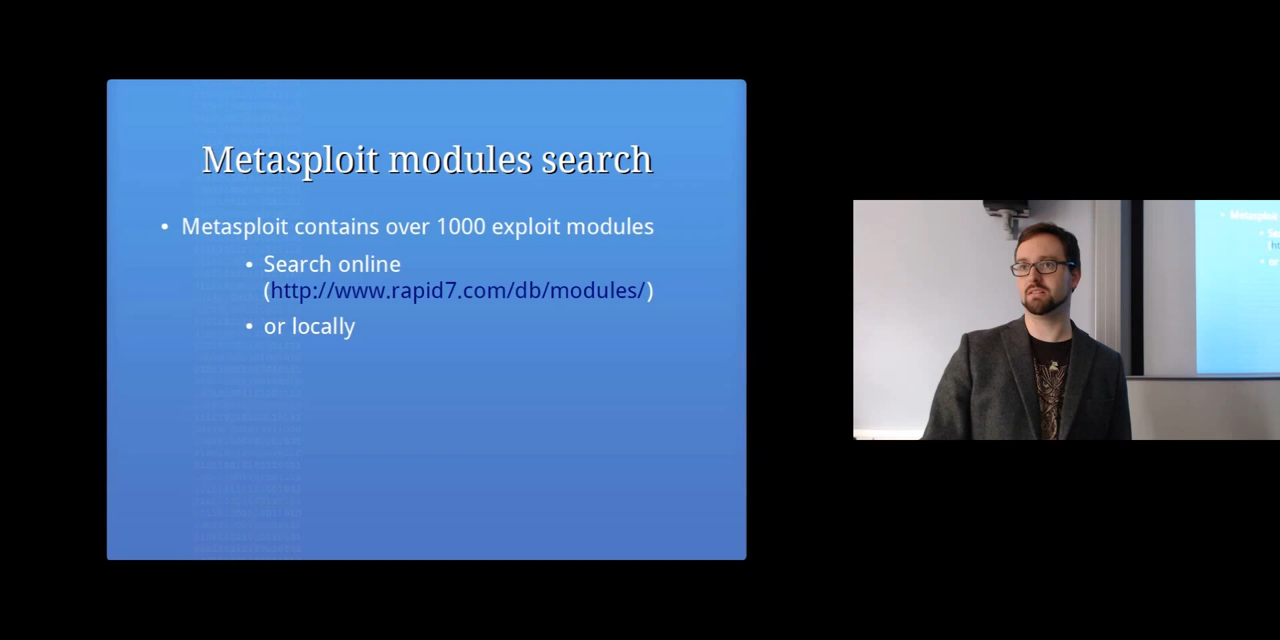 Metasploit modules search
• Metasploit contains over 1000 exploit modules
• Search online
(http://www.rapid7.com/db/modules/)
• or locally
• Metasploit